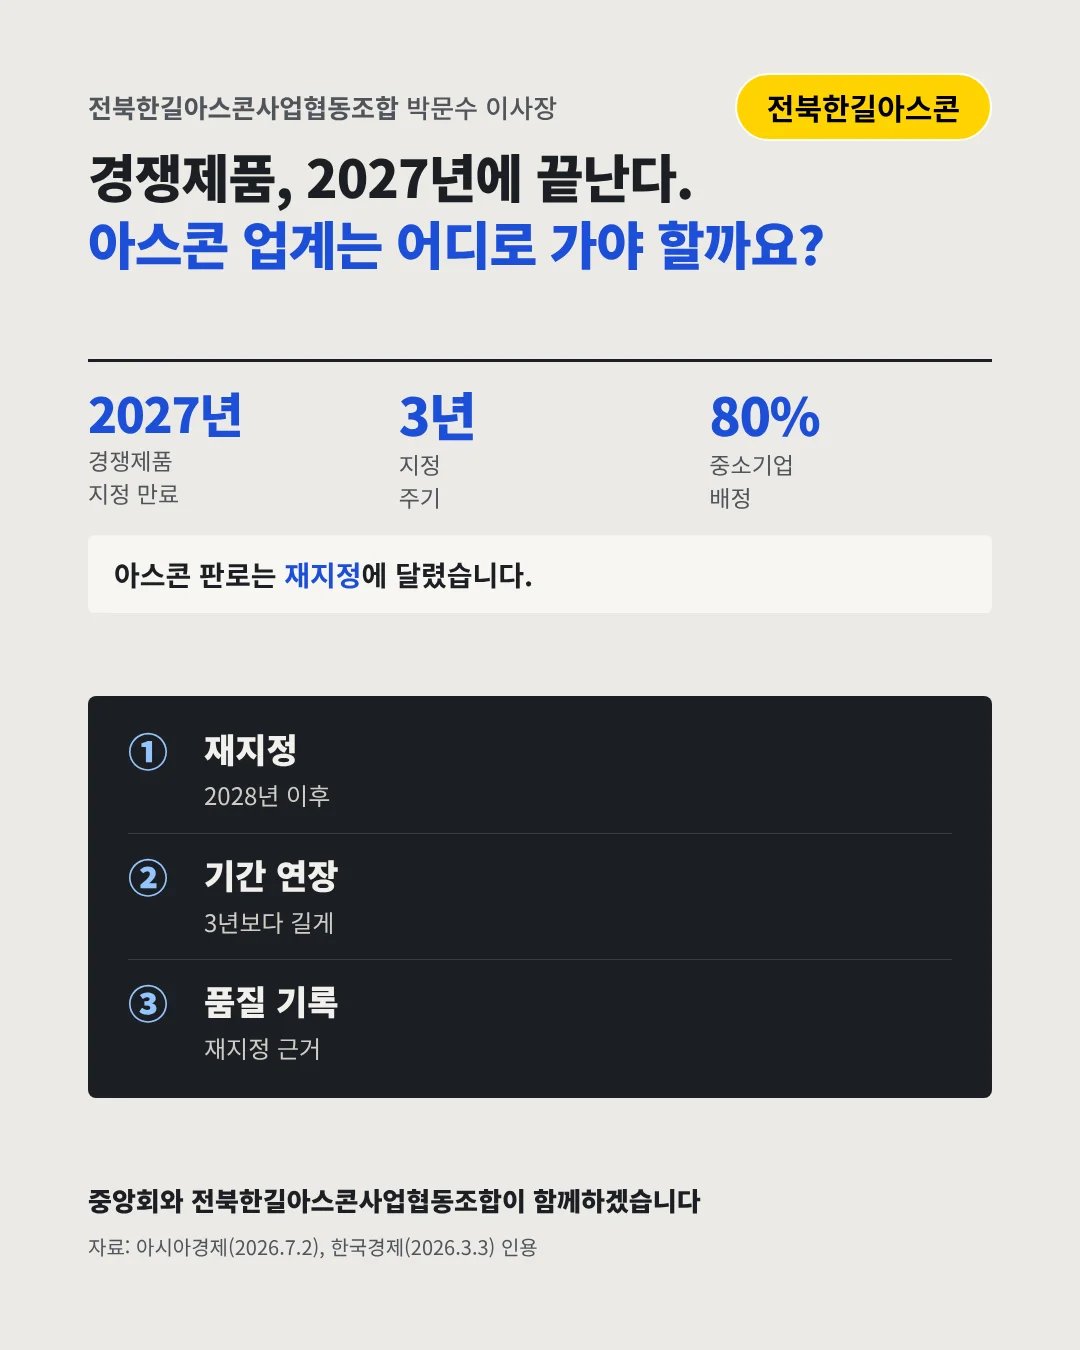 전북한길아스콘사업협동조합 박문수 이사장
전북한길아스콘
경쟁제품, 2027년에 끝난다.
아스콘 업계는 어디로 가야 할까요?
2027년
경쟁제품
지정 만료
3년
지정
주기
80%
중소기업
배정
아스콘 판로는 재지정에 달렸습니다.
① 재지정
2028년 이후
② 기간 연장
3년보다 길게
③ 품질 기록
재지정 근거
중앙회와 전북한길아스콘사업협동조합이 함께하겠습니다
자료: 아시아경제(2026.7.2), 한국경제(2026.3.3) 인용